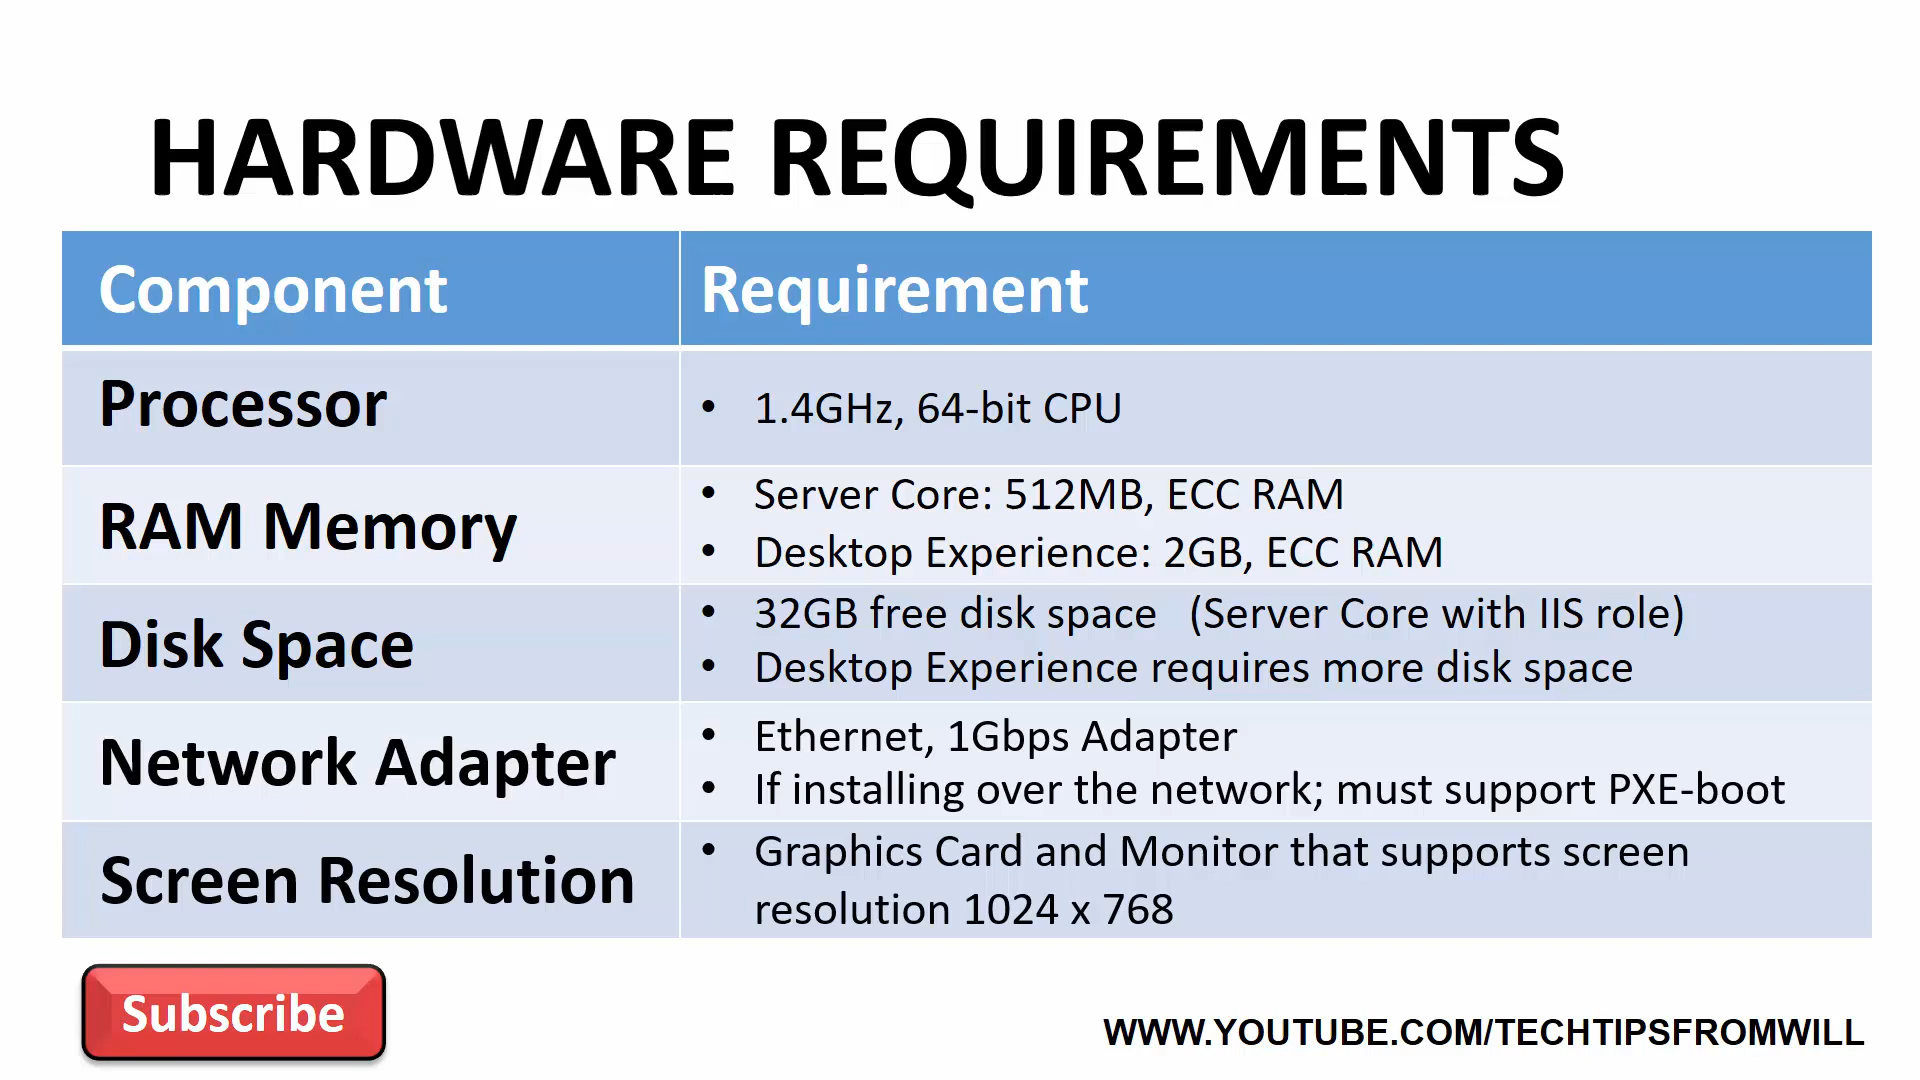 HARDWARE REQUIREMENTS
Component Requirement
Processor • 1.4GHz, 64-bit CPU
RAM Memory • Server Core: 512MB, ECC RAM
• Desktop Experience: 2GB, ECC RAM
Disk Space • 32GB free disk space (Server Core with IIS role)
• Desktop Experience requires more disk space
Network Adapter • Ethernet, 1Gbps Adapter
• If installing over the network; must support PXE-boot
Screen Resolution • Graphics Card and Monitor that supports screen
resolution 1024 x 768
Subscribe
WWW.YOUTUBE.COM/TECHTIPSFROMWILL